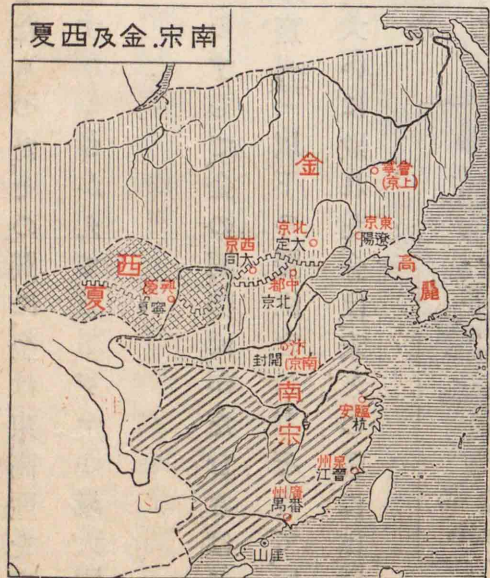 南宋.金及西夏
金
會寧
(上京)
東京
遼陽
北京
大定
西京
大同
中都
北京
高麗
西夏
興慶
寧夏
汴
(南京)
開封
南宋
臨安
杭
泉州
晉江
廣州
番禺
崖山